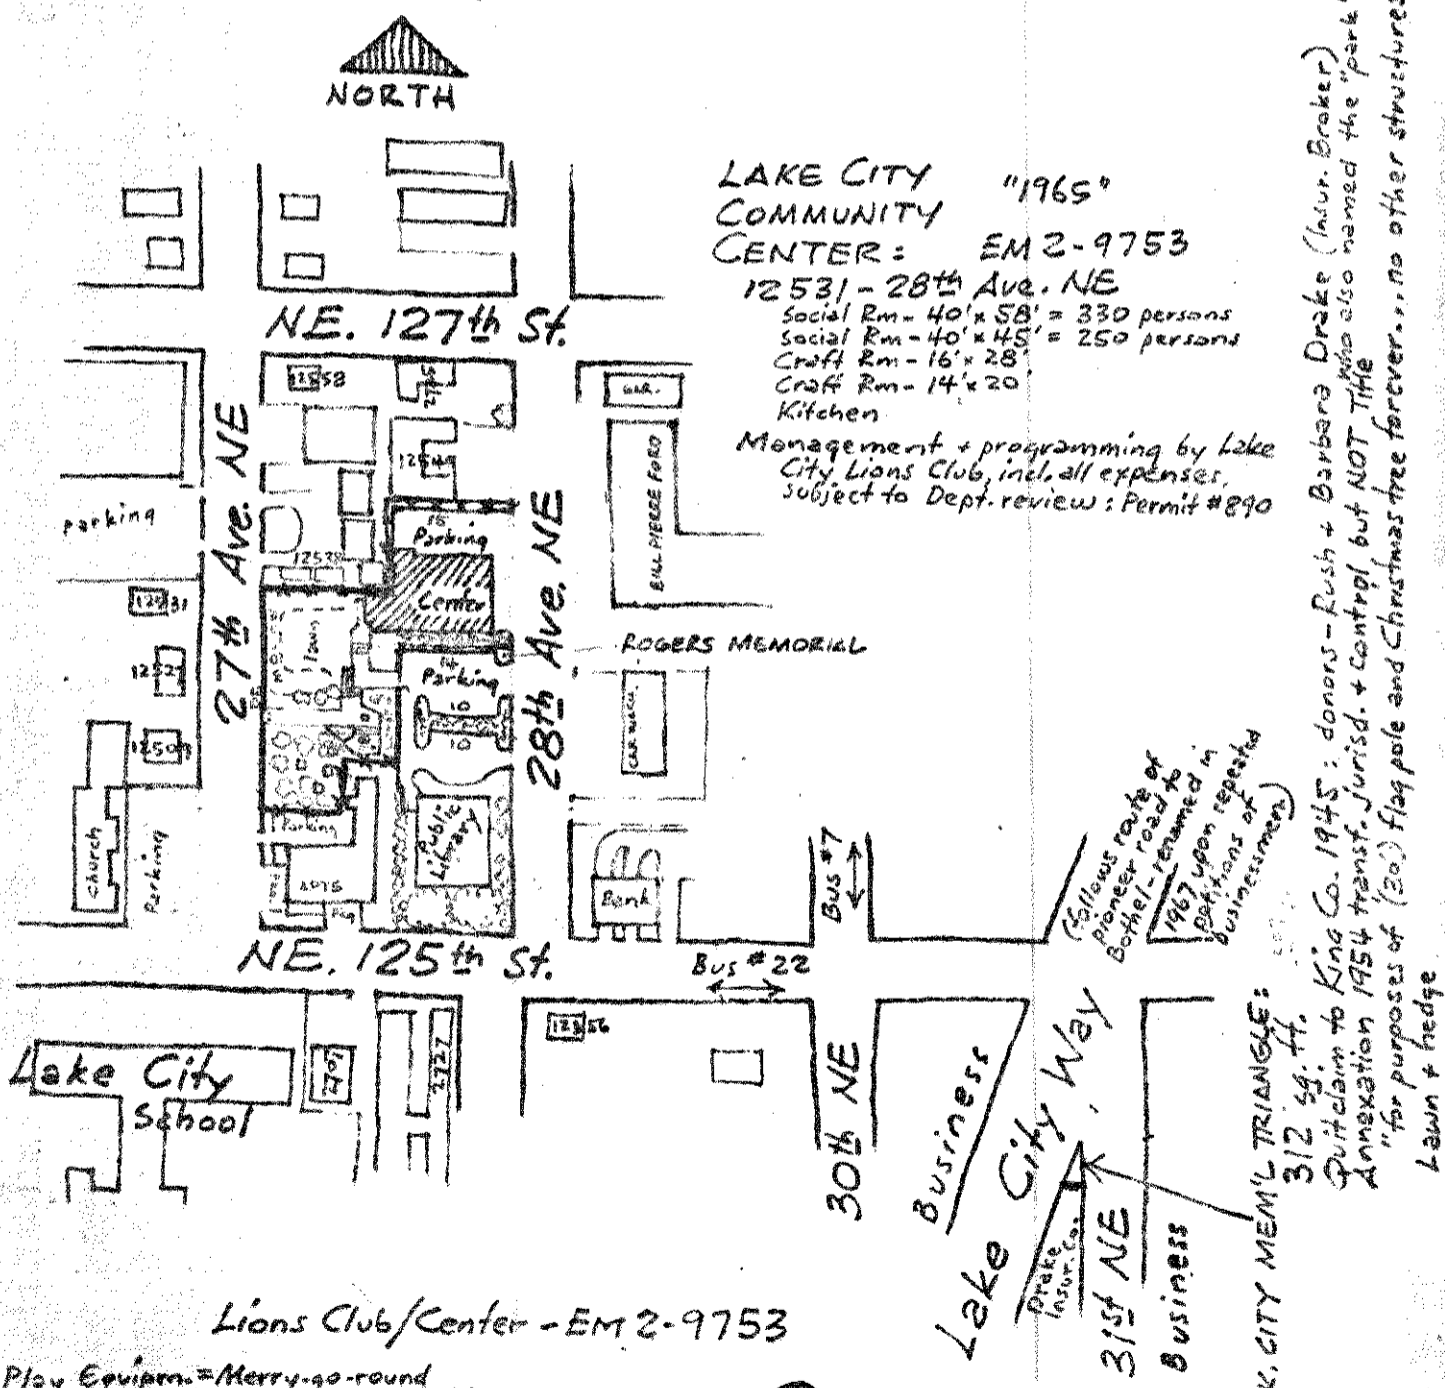 NORTH
LAKE CITY "1965"
COMMUNITY
CENTER: EM 2-9753
12531-28th Ave. NE
Social Rm - 40' x 58' = 330 persons
Social Rm - 40' x 45' = 250 persons
Craft Rm - 16' x 28'
Craft Rm - 14' x 20'
Kitchen
Management + programming by Lake
City Lions Club, incl. all expenses.
Subject to Dept. review: Permit #890
NE. 127th St.
12558
27th Ave. NE
Parking
Parking
Center
28th Ave. NE
BILL PIERRE FORD
ROGERS MEMORIAL
Parking
lawn
10
10
CAR WASH
12531
12527
12509
church
Parking
Public
Library
Bank
NE. 125th St.
Bus #7
Bus #22
(follows route of
pioneer road to
Bothel - renamed in
1967 upon repeated
petitions of
businessmen)
Lake City
School
2707
2727
12356
30th NE
Business
Lake City Way
Drake
Insur. Co.
31st NE
Business
K. CITY MEM'L TRIANGLE:
312 sq. ft.
Quitclaim to King Co. 1945: donors - Rush + Barbara Drake (Insur. Broker)
who also named the "park"
Annexation 1954 transf. jurisd. + control but NOT Title
"for purposes of (20') flag pole and Christmas tree forever... no other structures
Lawn + hedge
Lions Club/Center - EM 2-9753
Play Equipm. = Merry-go-round